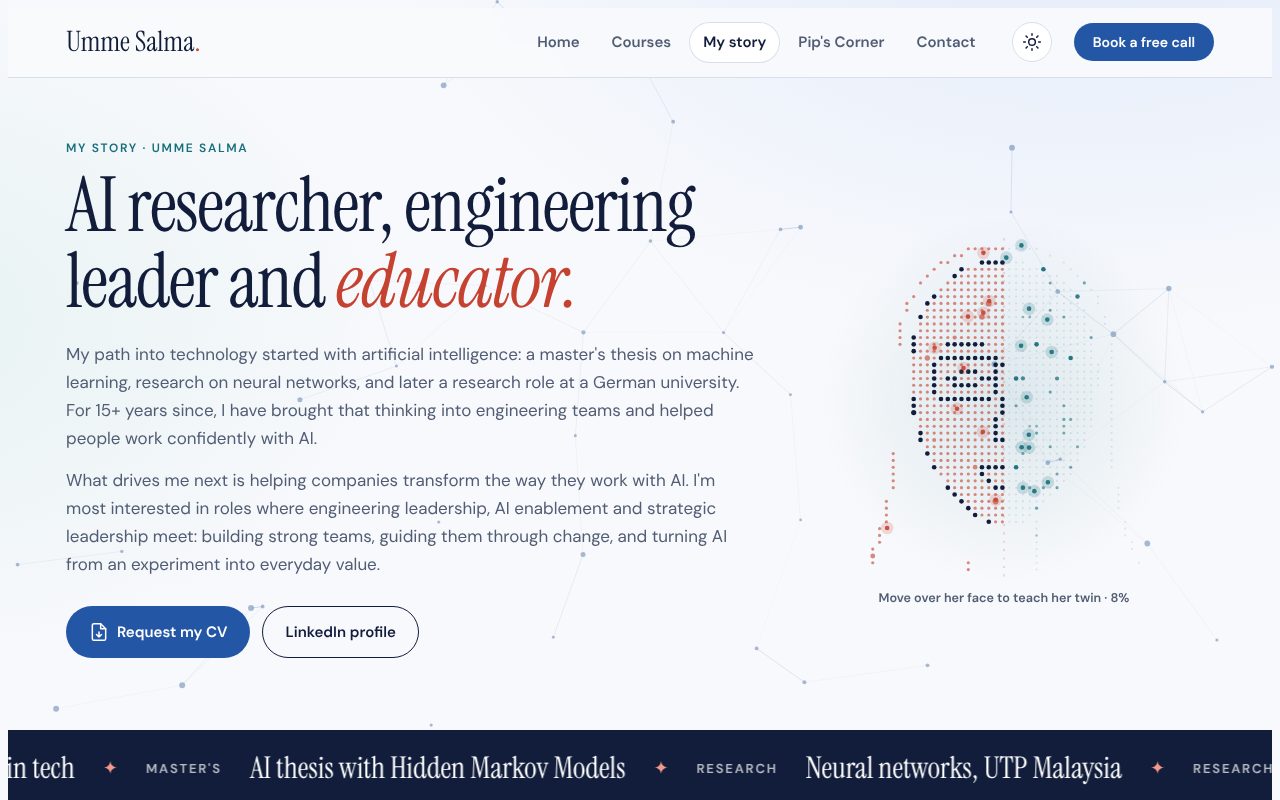 Umme Salma.
Home
Courses
My story
Pip's Corner
Contact
Book a free call
MY STORY · UMME SALMA
AI researcher, engineering
leader and educator.
My path into technology started with artificial intelligence: a master's thesis on machine
learning, research on neural networks, and later a research role at a German university.
For 15+ years since, I have brought that thinking into engineering teams and helped
people work confidently with AI.
What drives me next is helping companies transform the way they work with AI. I'm
most interested in roles where engineering leadership, AI enablement and strategic
leadership meet: building strong teams, guiding them through change, and turning AI
from an experiment into everyday value.
Request my CV
LinkedIn profile
Move over her face to teach her twin · 8%
in tech ✦ MASTER'S AI thesis with Hidden Markov Models ✦ RESEARCH Neural networks, UTP Malaysia ✦ RESEARCH